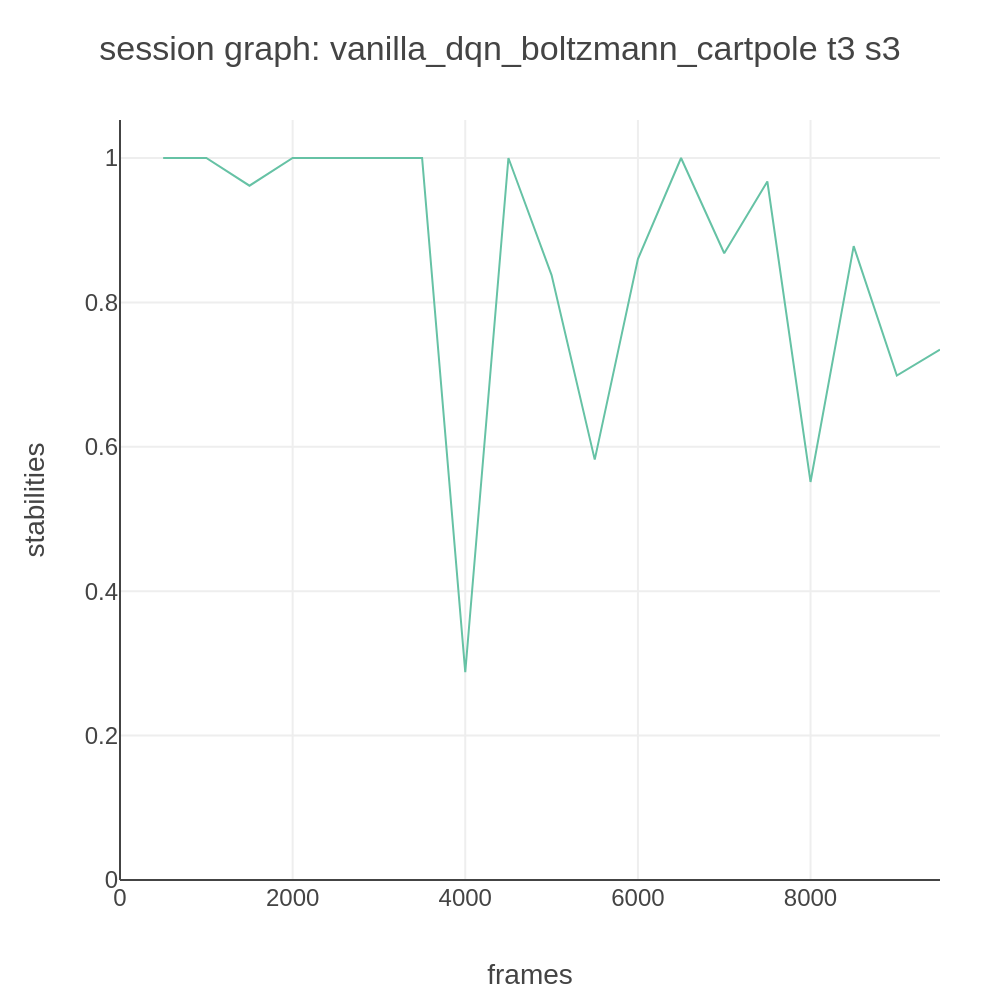 session graph: vanilla_dqn_boltzmann_cartpole t3 s3
1
0.8
0.6
0.4
0.2
0
stabilities
0 2000 4000 6000 8000
frames